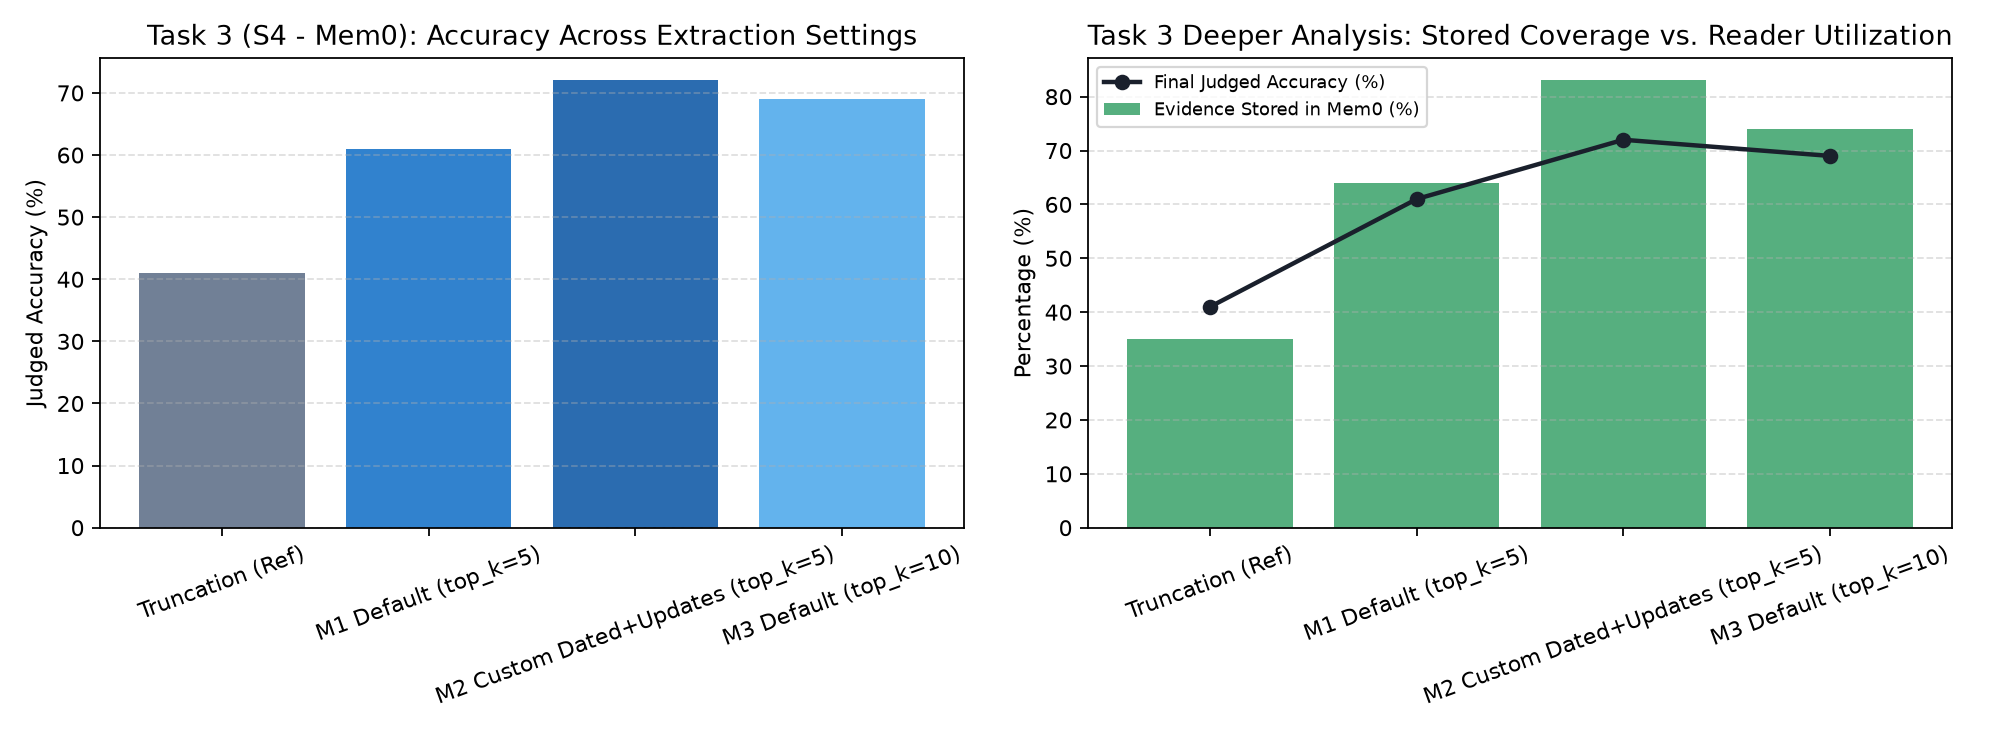 Task 3 (S4 - Mem0): Accuracy Across Extraction Settings
Judged Accuracy (%)
70
60
50
40
30
20
10
0
Truncation (Ref)
M1 Default (top_k=5)
M2 Custom Dated+Updates (top_k=5)
M3 Default (top_k=10)
Task 3 Deeper Analysis: Stored Coverage vs. Reader Utilization
Final Judged Accuracy (%)
Evidence Stored in Mem0 (%)
Percentage (%)
80
70
60
50
40
30
20
10
0
Truncation (Ref)
M1 Default (top_k=5)
M2 Custom Dated+Updates (top_k=5)
M3 Default (top_k=10)